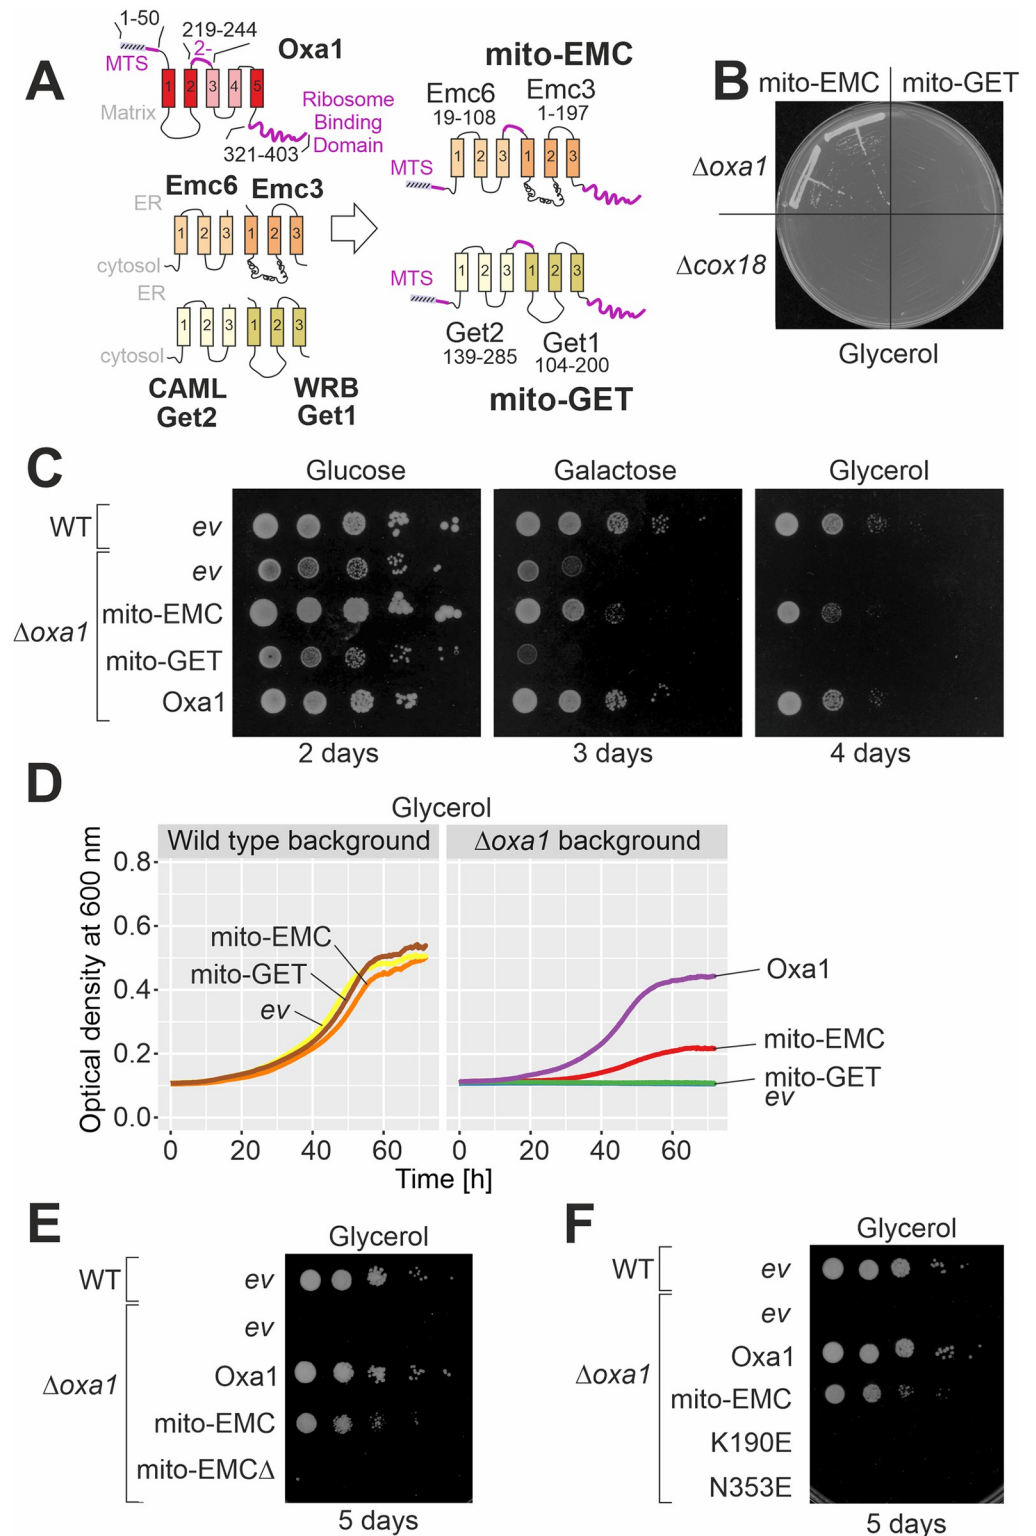 A
1-50
219-244
2-
Oxa1
MTS
1 2 3 4 5
Matrix
Ribosome
Binding
Domain
321-403
Emc6 Emc3
ER
1 2 3 1 2 3
cytosol
ER
1 2 3 1 2 3
cytosol
CAML WRB
Get2 Get1
mito-EMC
Emc6 Emc3
19-108 1-197
MTS
1 2 3 1 2 3
MTS
1 2 3 1 2 3
Get2 Get1
139-285 104-200
mito-GET
B
mito-EMC mito-GET
Δoxa1
Δcox18
Glycerol
C
Glucose Galactose Glycerol
WT ev
ev
Δoxa1 mito-EMC
mito-GET
Oxa1
2 days 3 days 4 days
D
Glycerol
Wild type background Δoxa1 background
Optical density at 600 nm
0.8
0.6
0.4
0.2
0.0
mito-EMC
mito-GET
ev
Oxa1
mito-EMC
mito-GET
ev
0 20 40 60 0 20 40 60
Time [h]
E
Glycerol
WT ev
ev
Δoxa1 Oxa1
mito-EMC
mito-EMCΔ
5 days
F
Glycerol
WT ev
ev
Δoxa1 Oxa1
mito-EMC
K190E
N353E
5 days